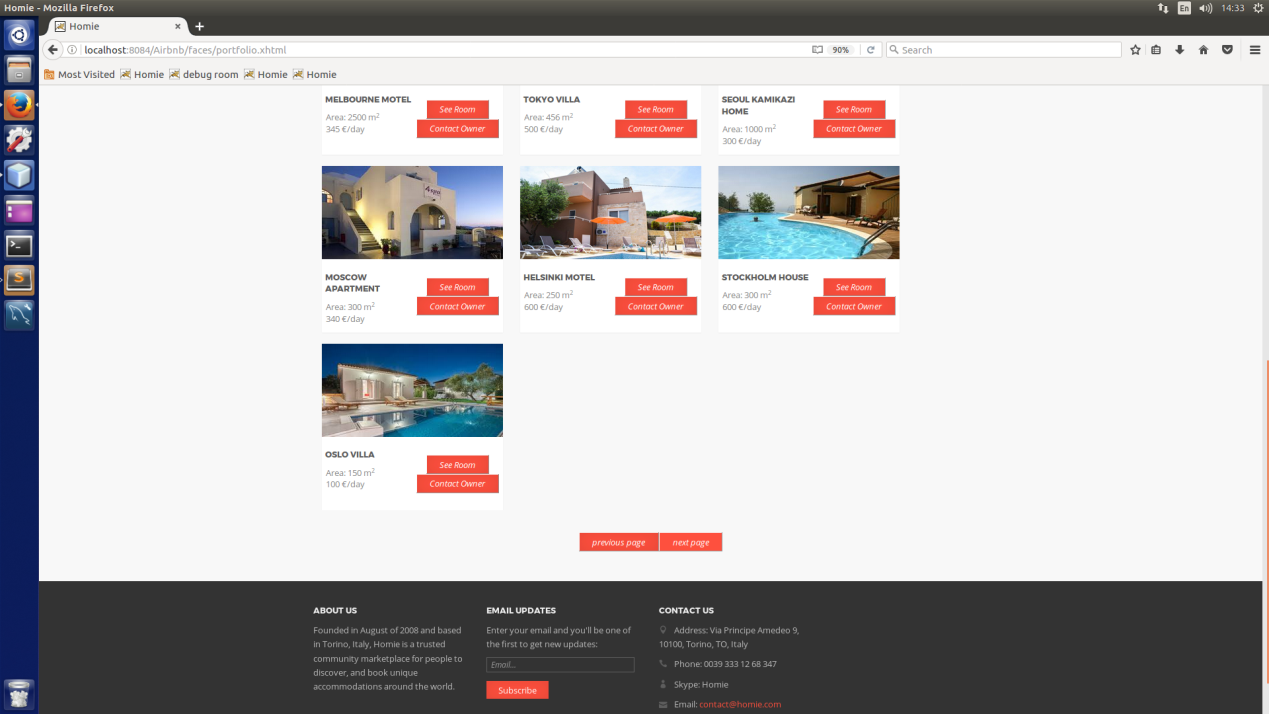 Homie - Mozilla Firefox
En
14:33
Homie
×
+
localhost:8084/Airbnb/faces/portfolio.xhtml
90%
Search
Most Visited
Homie
debug room
Homie
Homie
MELBOURNE MOTEL
Area: 2500 m²
345 €/day
See Room
Contact Owner
TOKYO VILLA
Area: 456 m²
500 €/day
See Room
Contact Owner
SEOUL KAMIKAZI
HOME
Area: 1000 m²
300 €/day
See Room
Contact Owner
MOSCOW
APARTMENT
Area: 300 m²
340 €/day
See Room
Contact Owner
HELSINKI MOTEL
Area: 250 m²
600 €/day
See Room
Contact Owner
STOCKHOLM HOUSE
Area: 300 m²
600 €/day
See Room
Contact Owner
OSLO VILLA
Area: 150 m²
100 €/day
See Room
Contact Owner
previous page
next page
ABOUT US
Founded in August of 2008 and based
in Torino, Italy, Homie is a trusted
community marketplace for people to
discover, and book unique
accommodations around the world.
EMAIL UPDATES
Enter your email and you'll be one of
the first to get new updates:
Email...
Subscribe
CONTACT US
Address: Via Principe Amedeo 9,
10100, Torino, TO, Italy
Phone: 0039 333 12 68 347
Skype: Homie
Email: contact@homie.com